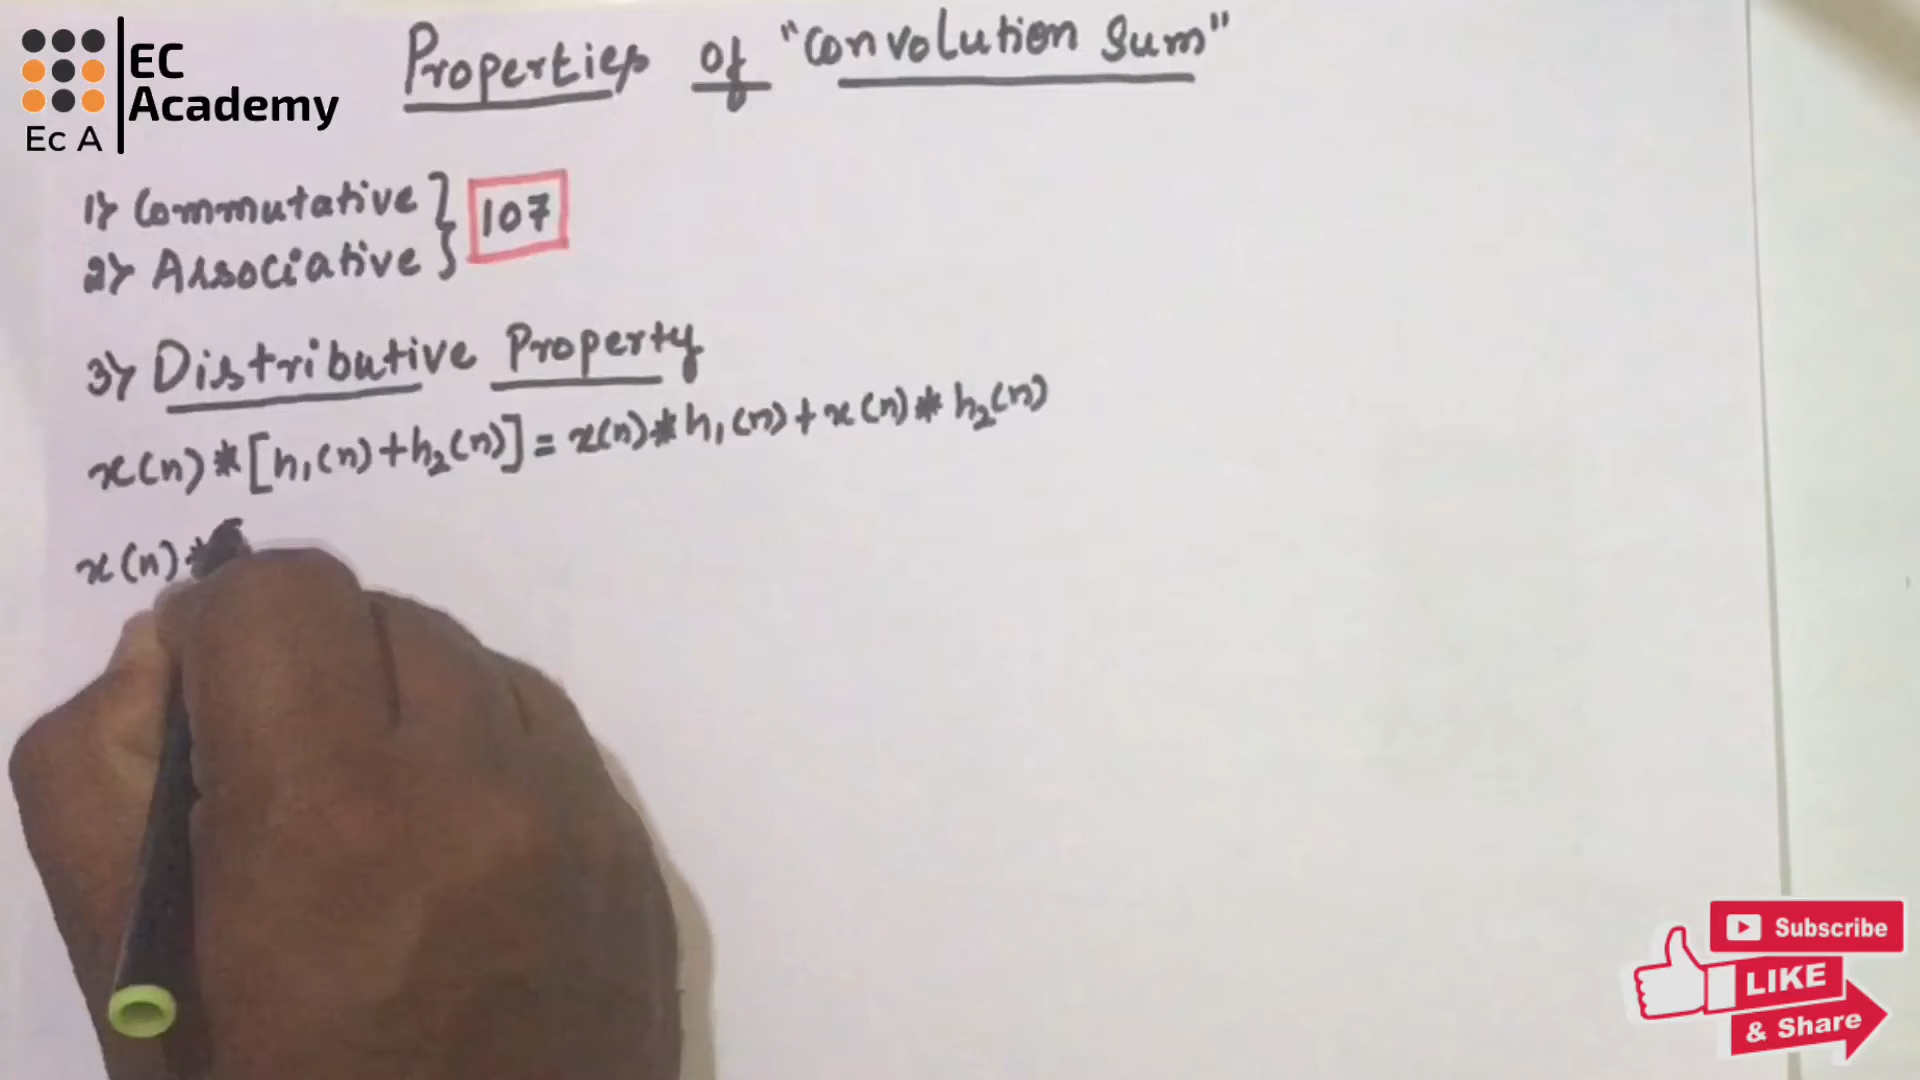 EC
Academy
Ec A
Properties of "Convolution Sum"
1) Commutative
2) Associative
107
3) Distributive Property
x(n)*[h₁(n)+h₂(n)]=x(n)*h₁(n)+x(n)*h₂(n)
x(n)*
Subscribe
LIKE
& Share